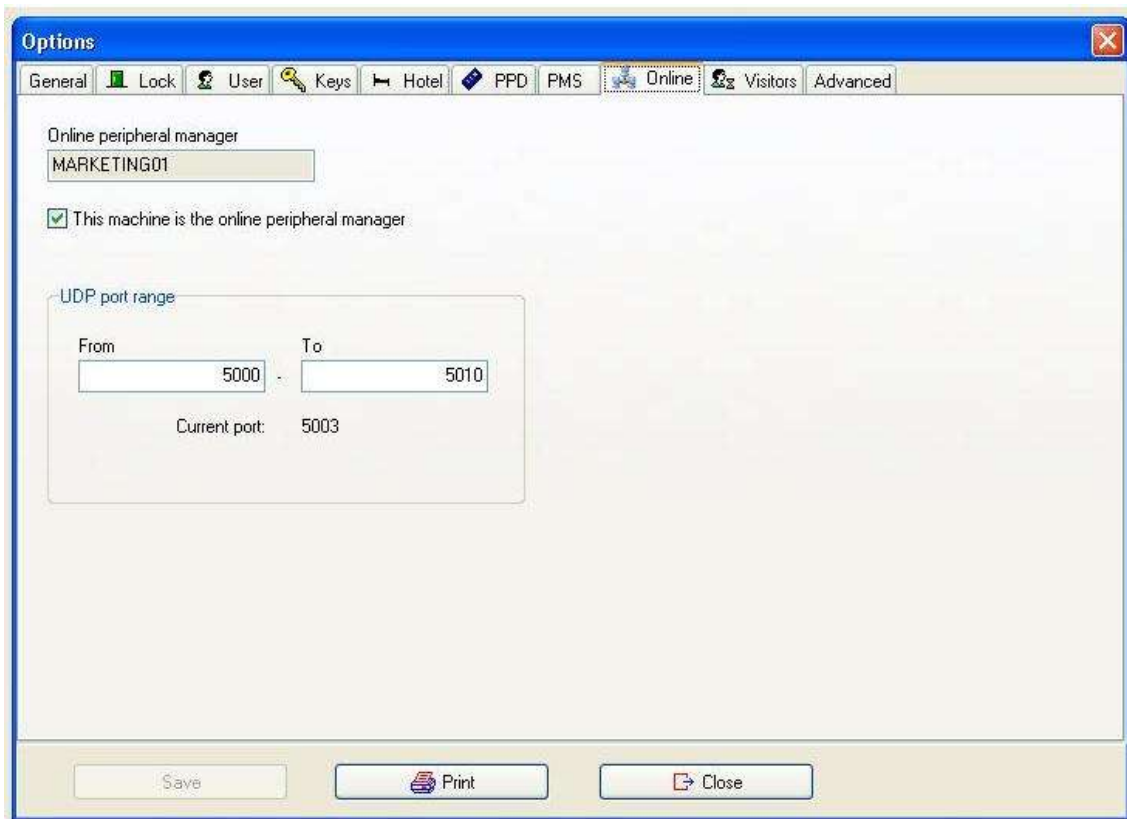 Options
General Lock User Keys Hotel PPD PMS Online Visitors Advanced
Online peripheral manager
MARKETING01
This machine is the online peripheral manager
UDP port range
From To
5000 - 5010
Current port: 5003
Save Print Close